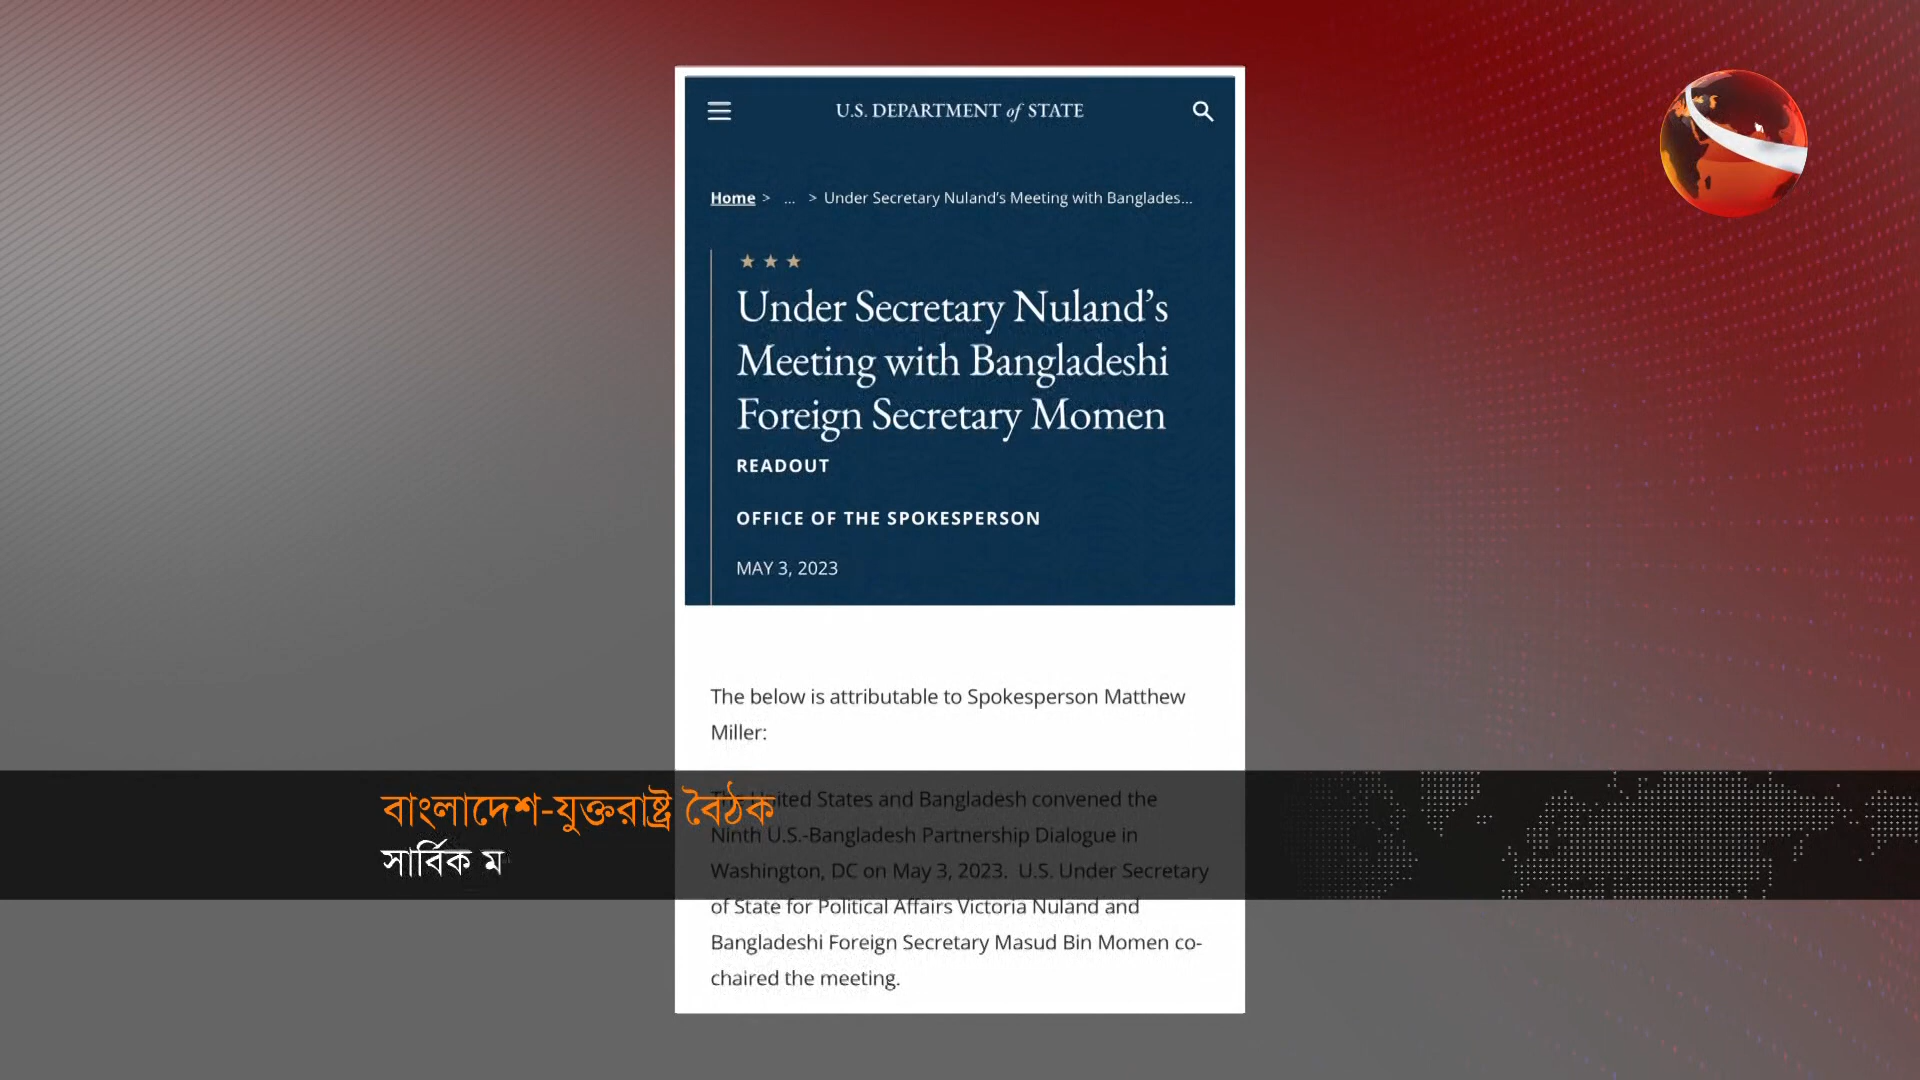 U.S. DEPARTMENT of STATE
Home > ... > Under Secretary Nuland’s Meeting with Banglades...
Under Secretary Nuland’s
Meeting with Bangladeshi
Foreign Secretary Momen
READOUT
OFFICE OF THE SPOKESPERSON
MAY 3, 2023
The below is attributable to Spokesperson Matthew
Miller:
The United States and Bangladesh convened the
Ninth U.S.-Bangladesh Partnership Dialogue in
Washington, DC on May 3, 2023. U.S. Under Secretary
of State for Political Affairs Victoria Nuland and
Bangladeshi Foreign Secretary Masud Bin Momen co-
chaired the meeting.
বাংলাদেশ-যুক্তরাষ্ট্র বৈঠক
সার্বিক ম